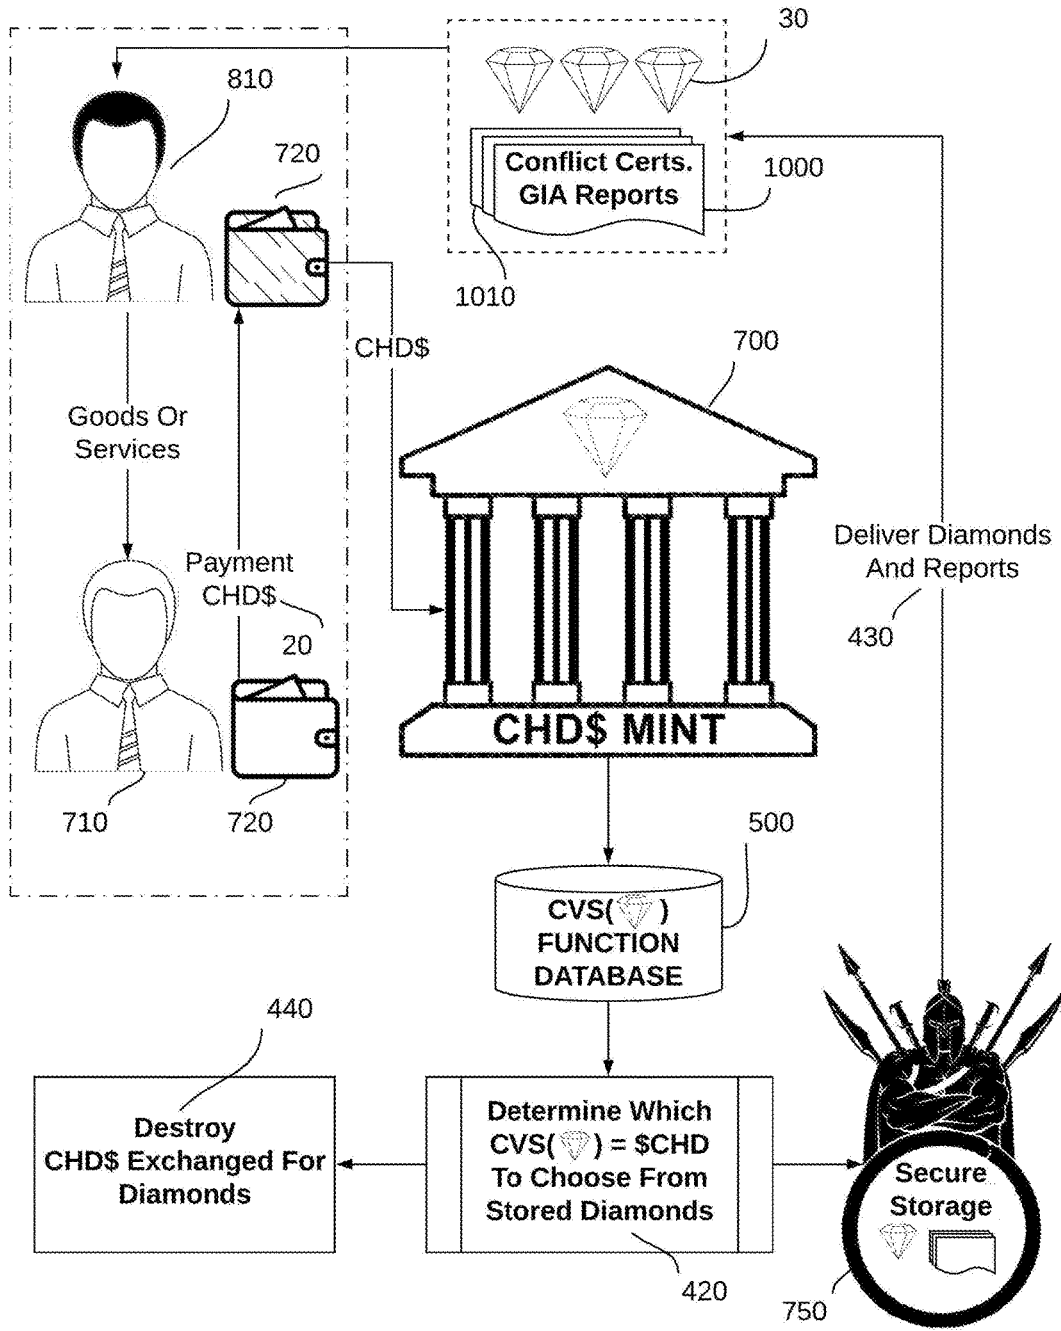 30
810
720
Conflict Certs.
GIA Reports
1000
1010
CHD$
700
Goods Or
Services
Payment
CHD$
20
Deliver Diamonds
And Reports
430
CHD$ MINT
710
720
500
CVS( )
FUNCTION
DATABASE
440
Destroy
CHD$ Exchanged For
Diamonds
Determine Which
CVS( ) = $CHD
To Choose From
Stored Diamonds
420
Secure
Storage
750